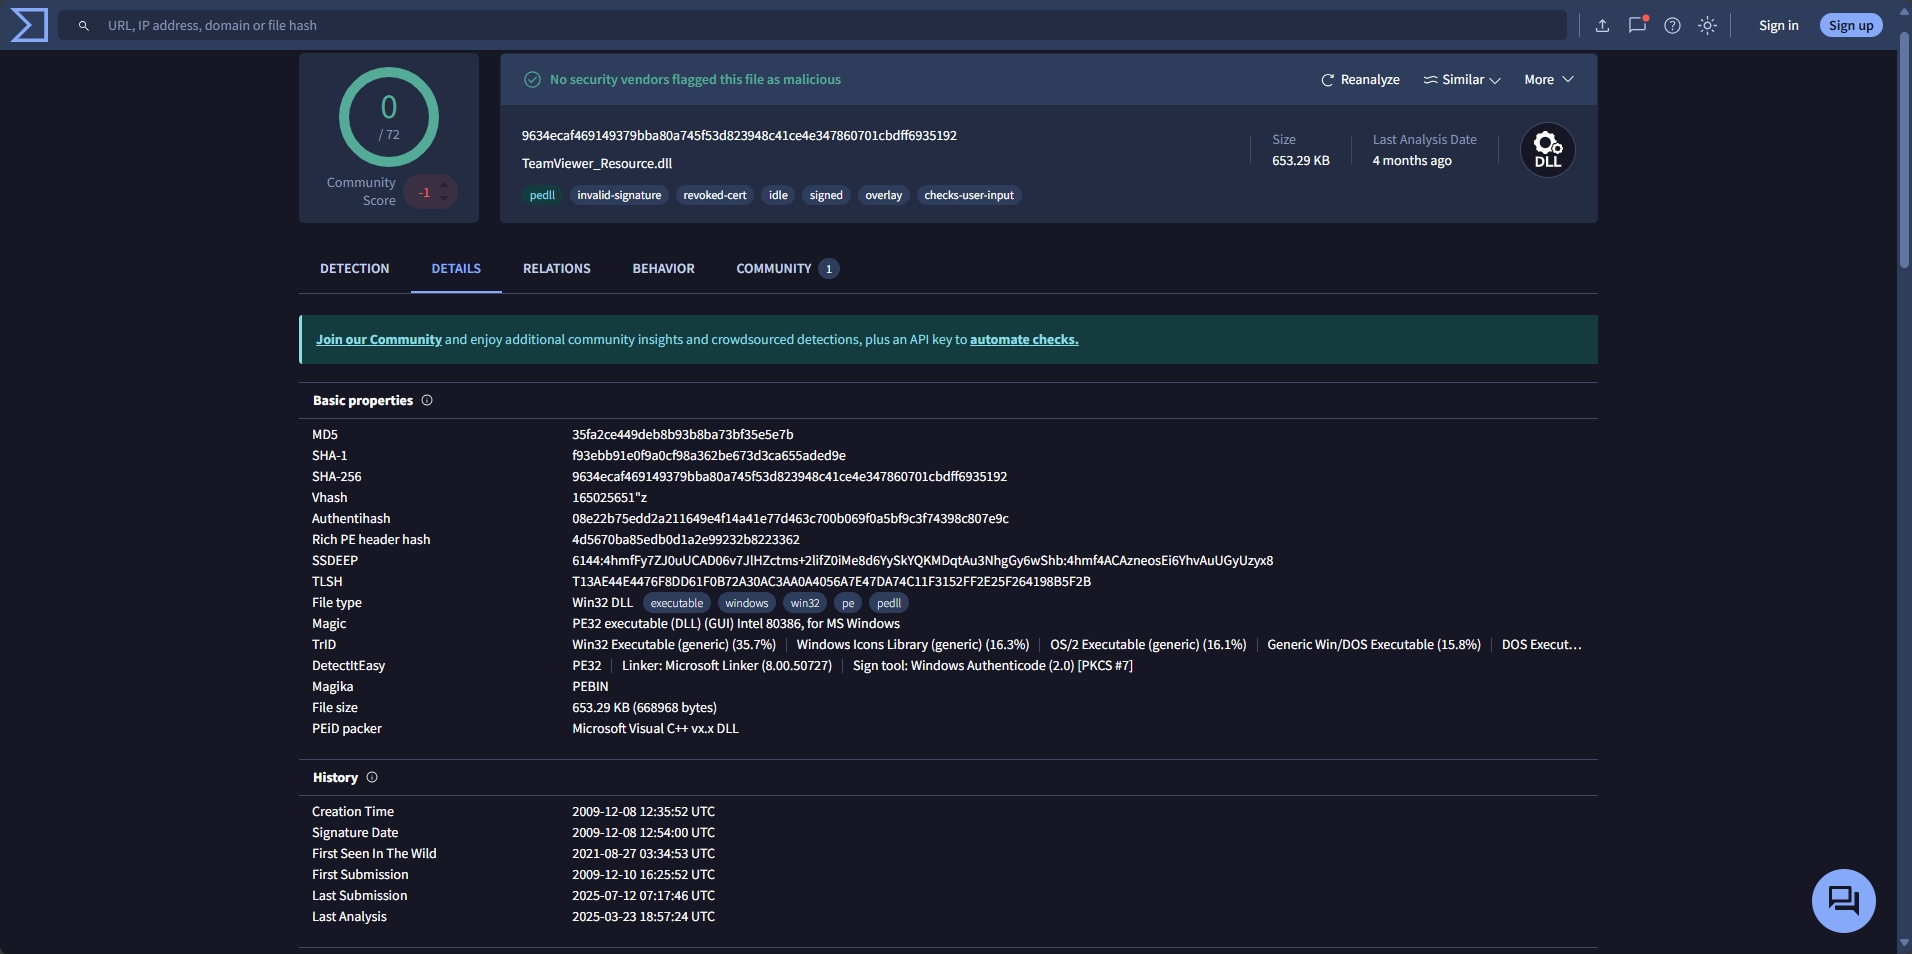 URL, IP address, domain or file hash
Sign in
Sign up
0
/ 72
Community
Score
-1
No security vendors flagged this file as malicious
Reanalyze
Similar
More
9634ecaf469149379bba80a745f53d823948c41ce4e347860701cbdff6935192
TeamViewer_Resource.dll
pedll invalid-signature revoked-cert idle signed overlay checks-user-input
Size
653.29 KB
Last Analysis Date
4 months ago
DLL
DETECTION DETAILS RELATIONS BEHAVIOR COMMUNITY 1
Join our Community and enjoy additional community insights and crowdsourced detections, plus an API key to automate checks.
Basic properties
MD5 35fa2ce449deb8b93b8ba73bf35e5e7b
SHA-1 f93ebb91e0f9a0cf98a362be673d3ca655aded9e
SHA-256 9634ecaf469149379bba80a745f53d823948c41ce4e347860701cbdff6935192
Vhash 165025651"z
Authentihash 08e22b75edd2a211649e4f14a41e77d463c700b069f0a5bf9c3f74398c807e9c
Rich PE header hash 4d5670ba85edb0d1a2e99232b8223362
SSDEEP 6144:4hmfFy7ZJ0uUCAD06v7JlHZctms+2lifZ0iMe8d6YySkYQKMDqtAu3NhgGy6wShb:4hmf4ACAzneosEi6YhvAuUGyUzyx8
TLSH T13AE44E4476F8DD61F0B72A30AC3AA0A4056A7E47DA74C11F3152FF2E25F264198B5F2B
File type Win32 DLL executable windows win32 pe pedll
Magic PE32 executable (DLL) (GUI) Intel 80386, for MS Windows
TrID Win32 Executable (generic) (35.7%) Windows Icons Library (generic) (16.3%) OS/2 Executable (generic) (16.1%) Generic Win/DOS Executable (15.8%) DOS Execut…
DetectItEasy PE32 Linker: Microsoft Linker (8.00.50727) Sign tool: Windows Authenticode (2.0) [PKCS #7]
Magika PEBIN
File size 653.29 KB (668968 bytes)
PEiD packer Microsoft Visual C++ vx.x DLL
History
Creation Time 2009-12-08 12:35:52 UTC
Signature Date 2009-12-08 12:54:00 UTC
First Seen In The Wild 2021-08-27 03:34:53 UTC
First Submission 2009-12-10 16:25:52 UTC
Last Submission 2025-07-12 07:17:46 UTC
Last Analysis 2025-03-23 18:57:24 UTC